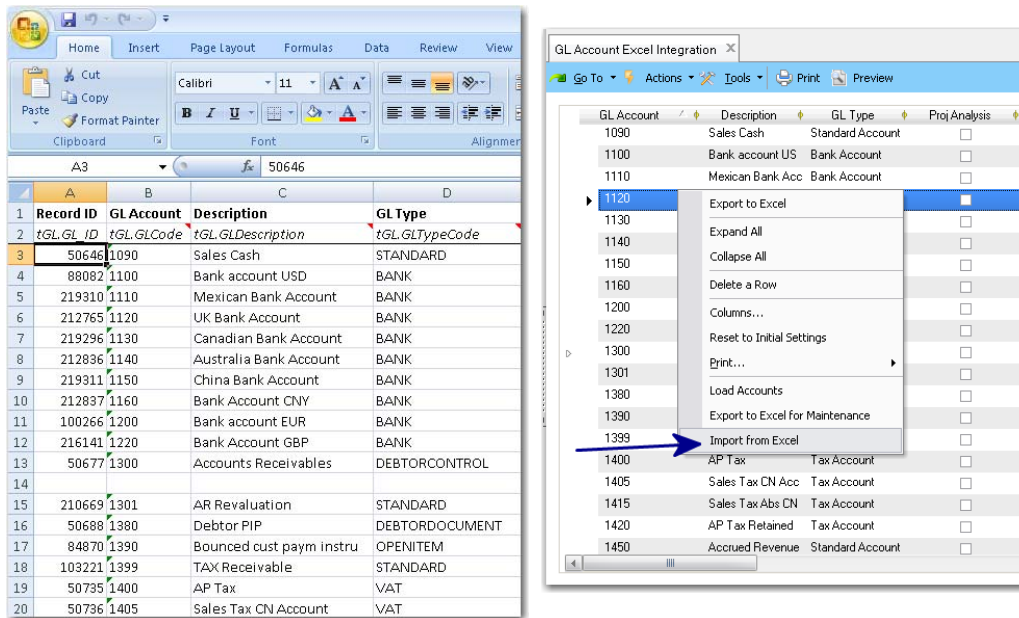 Home Insert Page Layout Formulas Data Review View
Paste
Cut
Copy
Format Painter
Clipboard
Calibri 11 A A
B I U A
Font
Alignmen
A3 fx 50646
A B C D
1 Record ID GL Account Description GL Type
2 tGL.GL_ID tGL.GLCode tGL.GLDescription tGL.GLTypeCode
3 50646 1090 Sales Cash STANDARD
4 88082 1100 Bank account USD BANK
5 219310 1110 Mexican Bank Account BANK
6 212765 1120 UK Bank Account BANK
7 219296 1130 Canadian Bank Account BANK
8 212836 1140 Australia Bank Account BANK
9 219311 1150 China Bank Account BANK
10 212837 1160 Bank Account CNY BANK
11 100266 1200 Bank account EUR BANK
12 216141 1220 Bank Account GBP BANK
13 50677 1300 Accounts Receivables DEBTORCONTROL
14
15 210669 1301 AR Revaluation STANDARD
16 50688 1380 Debtor PIP DEBTORDOCUMENT
17 84870 1390 Bounced cust paym instru OPENITEM
18 103221 1399 TAX Receivable STANDARD
19 50735 1400 AP Tax VAT
20 50736 1405 Sales Tax CN Account VAT
GL Account Excel Integration X
Go To Actions Tools Print Preview
GL Account Description GL Type Proj Analysis
1090 Sales Cash Standard Account
1100 Bank account US Bank Account
1110 Mexican Bank Acc Bank Account
1120
1130
1140
1150
1160
1200
1220
1300
1301
1380
1390
1399
1400 AP Tax Tax Account
1405 Sales Tax CN Acc Tax Account
1415 Sales Tax Abs CN Tax Account
1420 AP Tax Retained Tax Account
1450 Accrued Revenue Standard Account
Export to Excel
Expand All
Collapse All
Delete a Row
Columns...
Reset to Initial Settings
Print...
Load Accounts
Export to Excel for Maintenance
Import from Excel